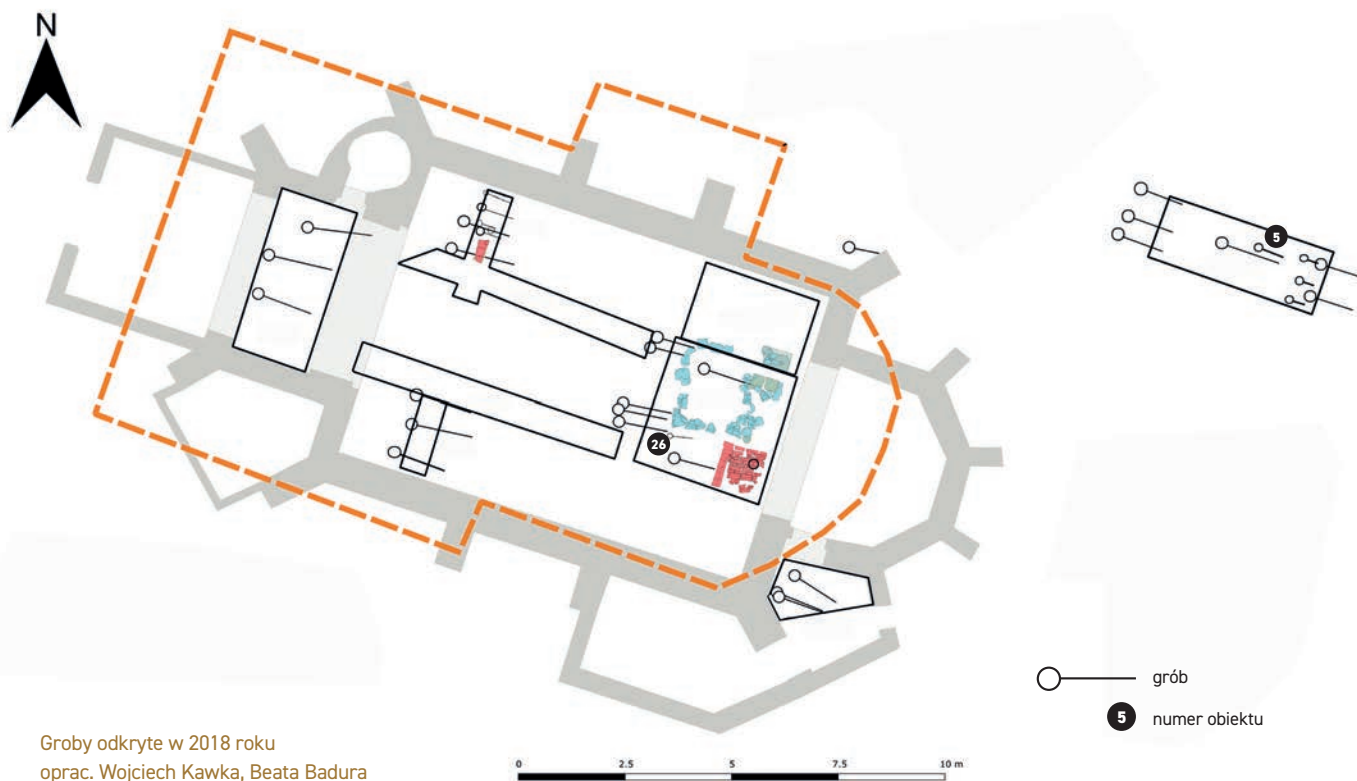 N
5
26
grób
5 numer obiektu
Groby odkryte w 2018 roku
oprac. Wojciech Kawka, Beata Badura
0 2.5 5 7.5 10 m